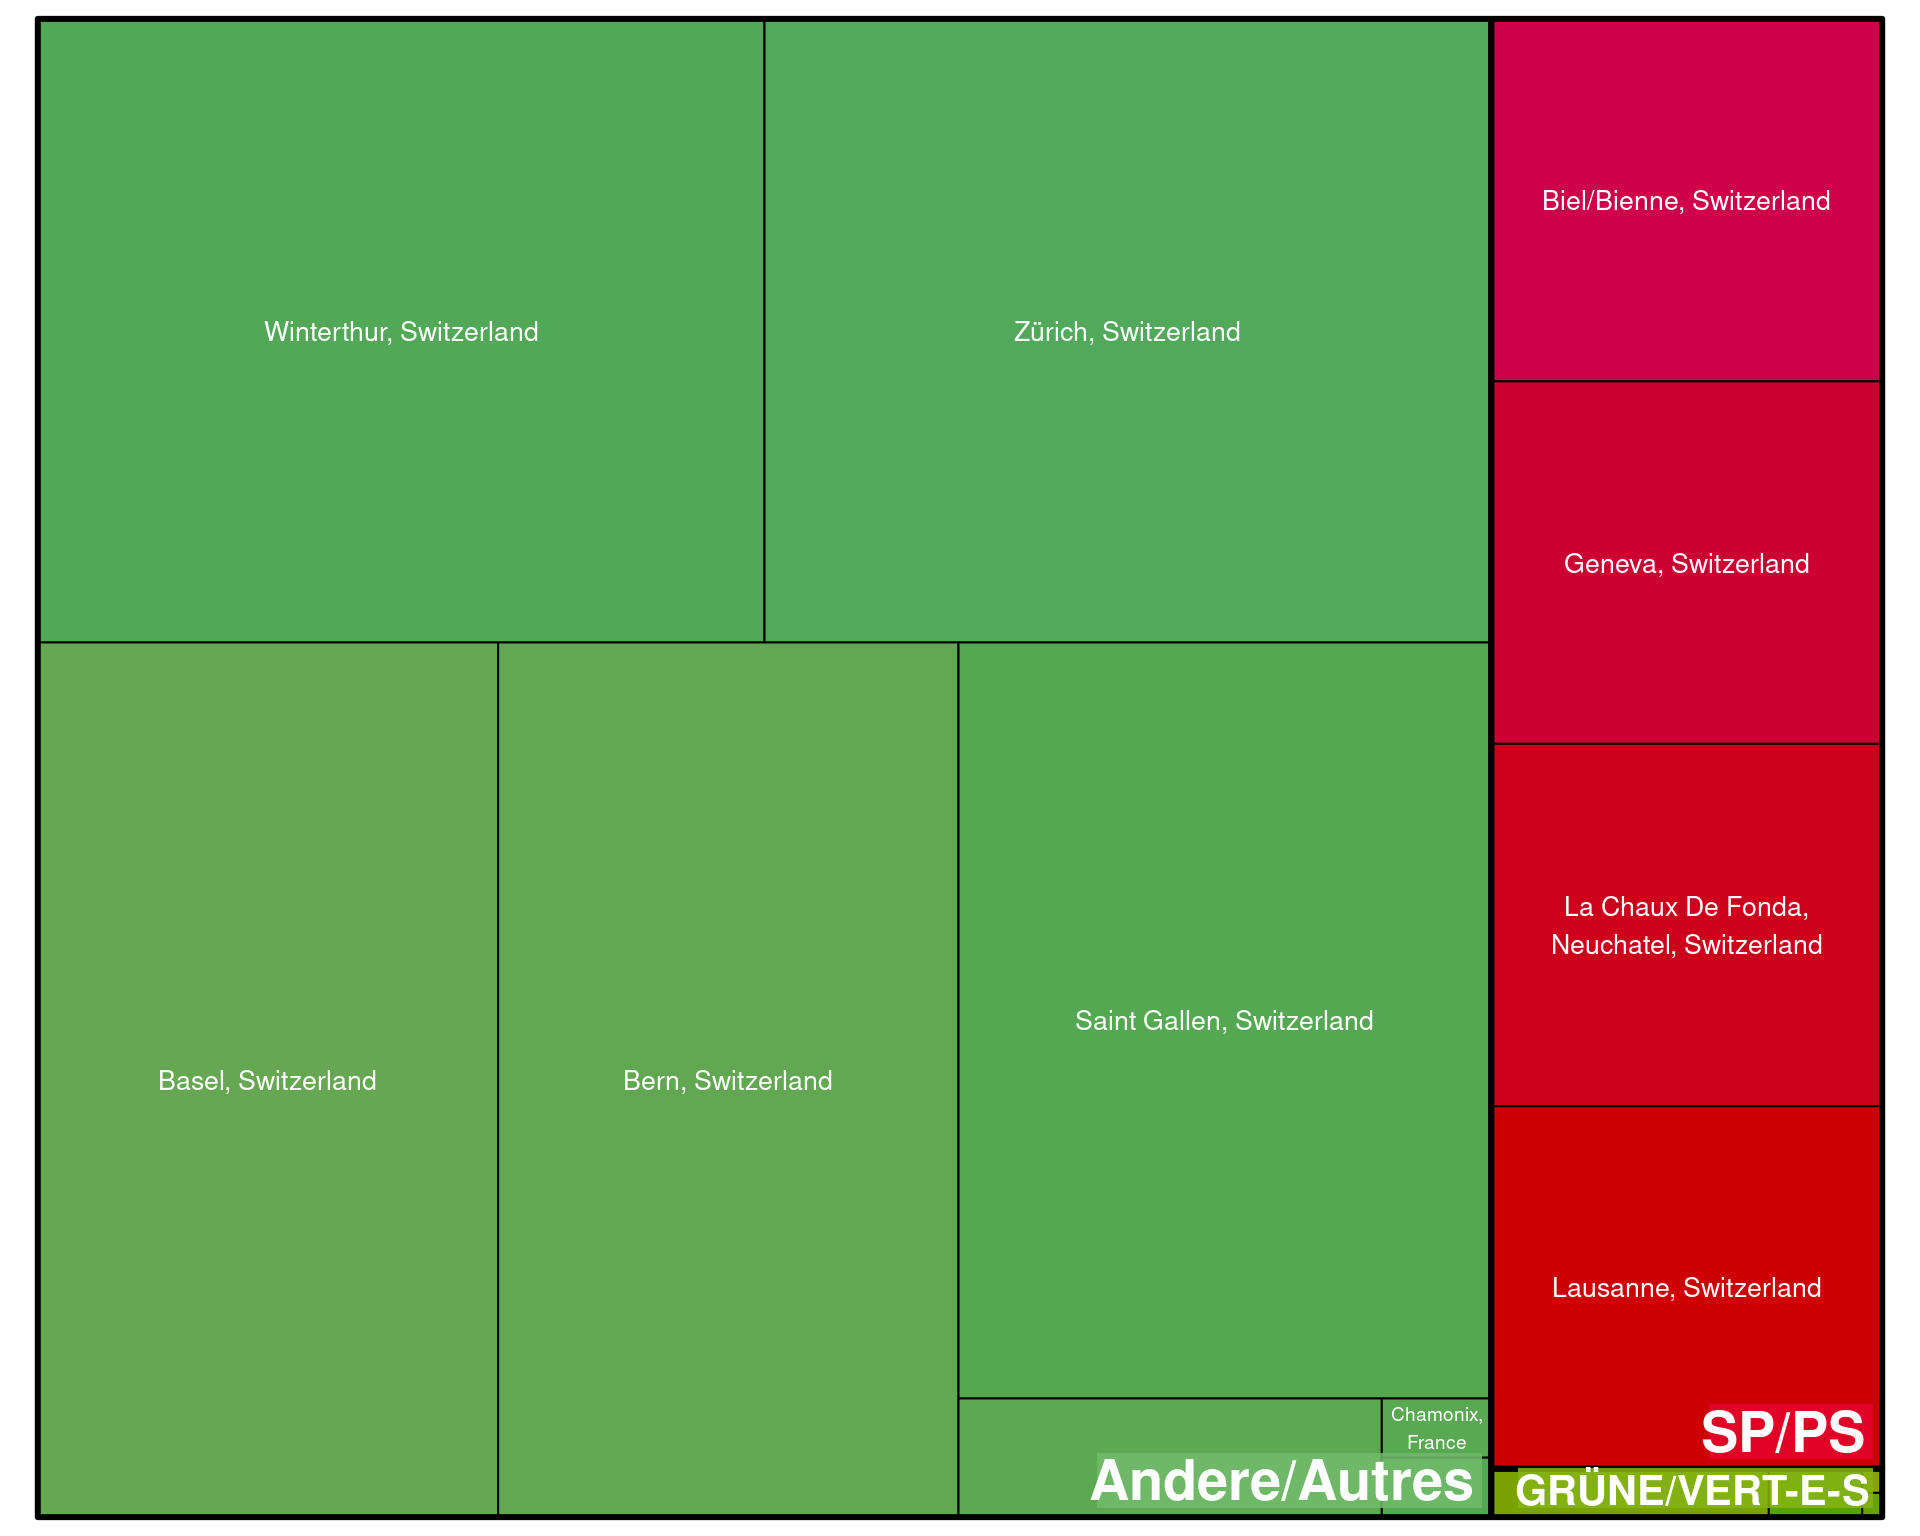 Winterthur, Switzerland
Zürich, Switzerland
Biel/Bienne, Switzerland
Geneva, Switzerland
La Chaux De Fonda,
Neuchatel, Switzerland
Basel, Switzerland
Bern, Switzerland
Saint Gallen, Switzerland
Lausanne, Switzerland
Chamonix,
France
Andere/Autres
SP/PS
GRÜNE/VERT-E-S